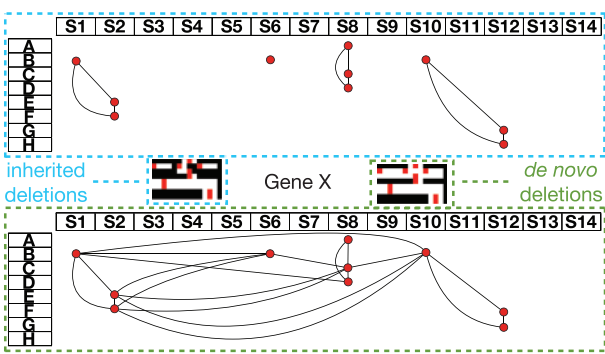 S1 S2 S3 S4 S5 S6 S7 S8 S9 S10 S11 S12 S13 S14
A
B
C
D
E
F
G
H
inherited deletions
Gene X
de novo deletions
S1 S2 S3 S4 S5 S6 S7 S8 S9 S10 S11 S12 S13 S14
A
B
C
D
E
F
G
H